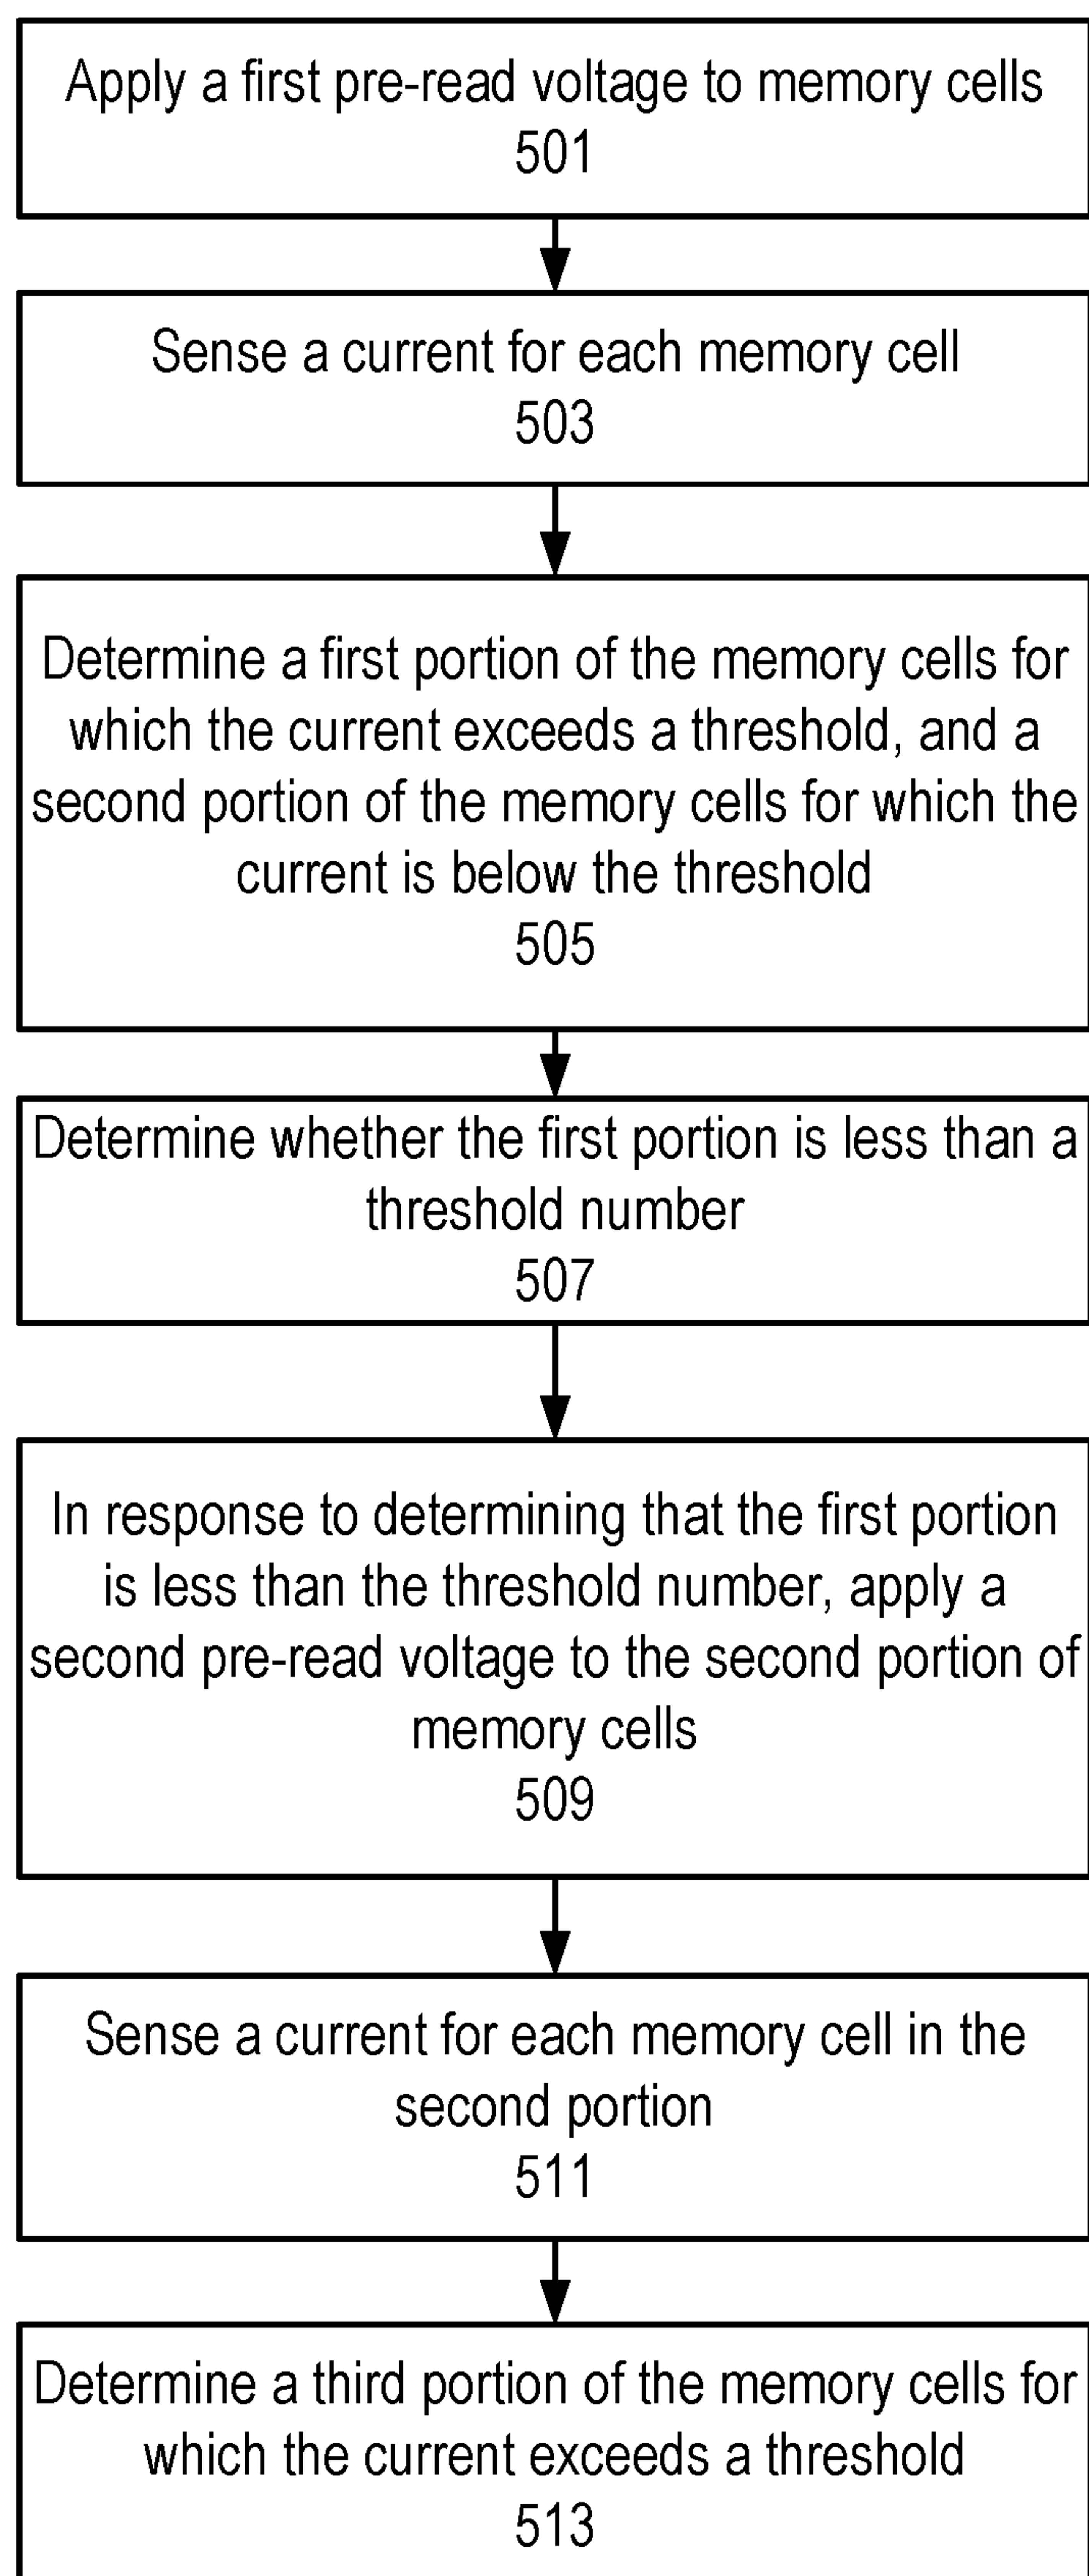 Apply a first pre-read voltage to memory cells
501
Sense a current for each memory cell
503
Determine a first portion of the memory cells for
which the current exceeds a threshold, and a
second portion of the memory cells for which the
current is below the threshold
505
Determine whether the first portion is less than a
threshold number
507
In response to determining that the first portion
is less than the threshold number, apply a
second pre-read voltage to the second portion of
memory cells
509
Sense a current for each memory cell in the
second portion
511
Determine a third portion of the memory cells for
which the current exceeds a threshold
513